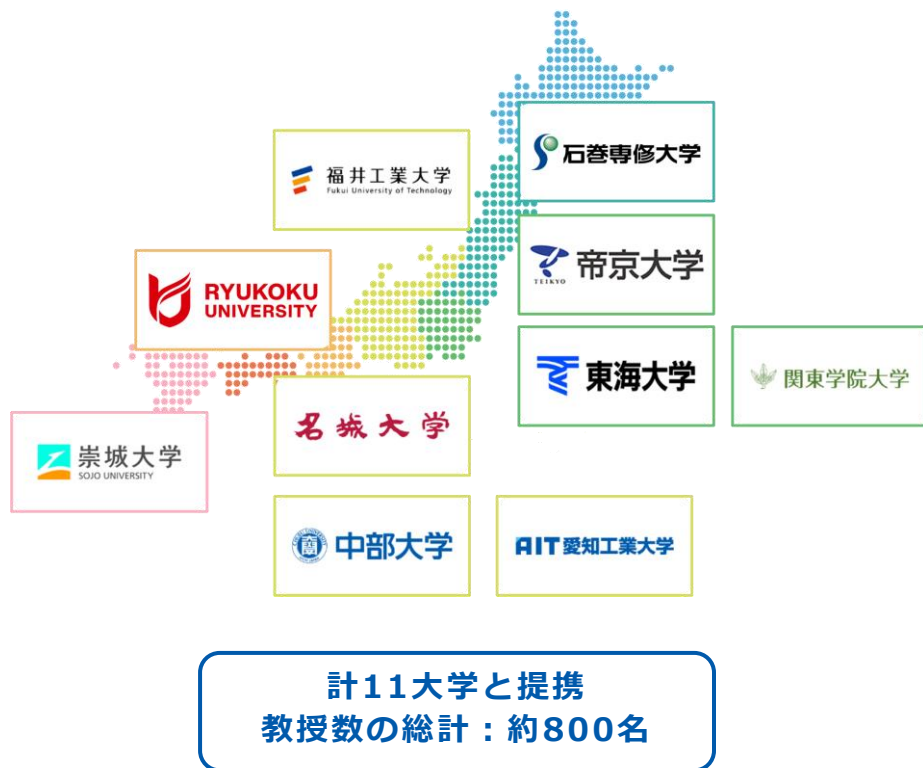 石巻専修大学
福井工業大学
Fukui University of Technology
帝京大学
TEIKYO
RYUKOKU
UNIVERSITY
東海大学
関東学院大学
名城大学
崇城大学
SOJO UNIVERSITY
中部大学
AIT愛知工業大学
計11大学と提携
教授数の総計：約800名